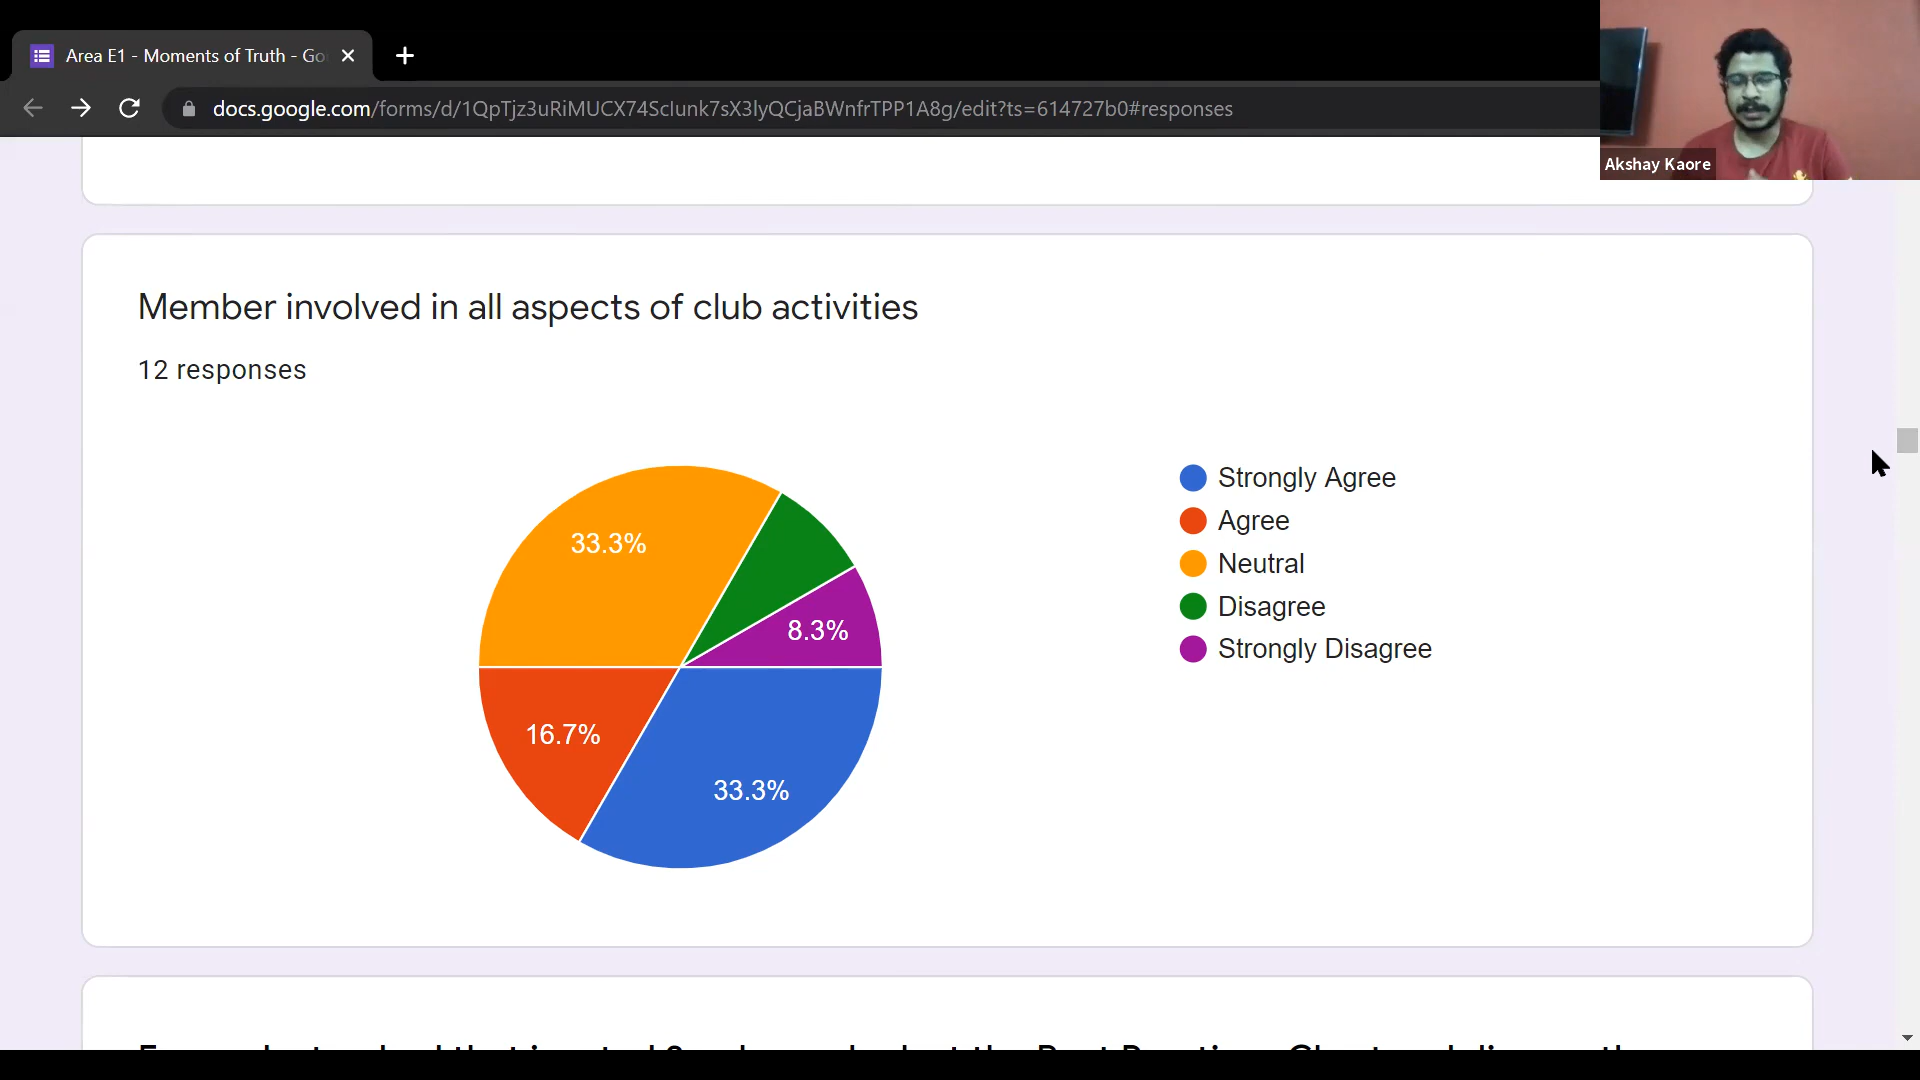 Area E1 - Moments of Truth - Go
docs.google.com/forms/d/1QpTjz3uRiMUCX74ScIunk7sX3lyQCjaBWnfrTPP1A8g/edit?ts=614727b0#responses
Akshay Kaore
Member involved in all aspects of club activities
12 responses
33.3%
8.3%
16.7%
33.3%
Strongly Agree
Agree
Neutral
Disagree
Strongly Disagree